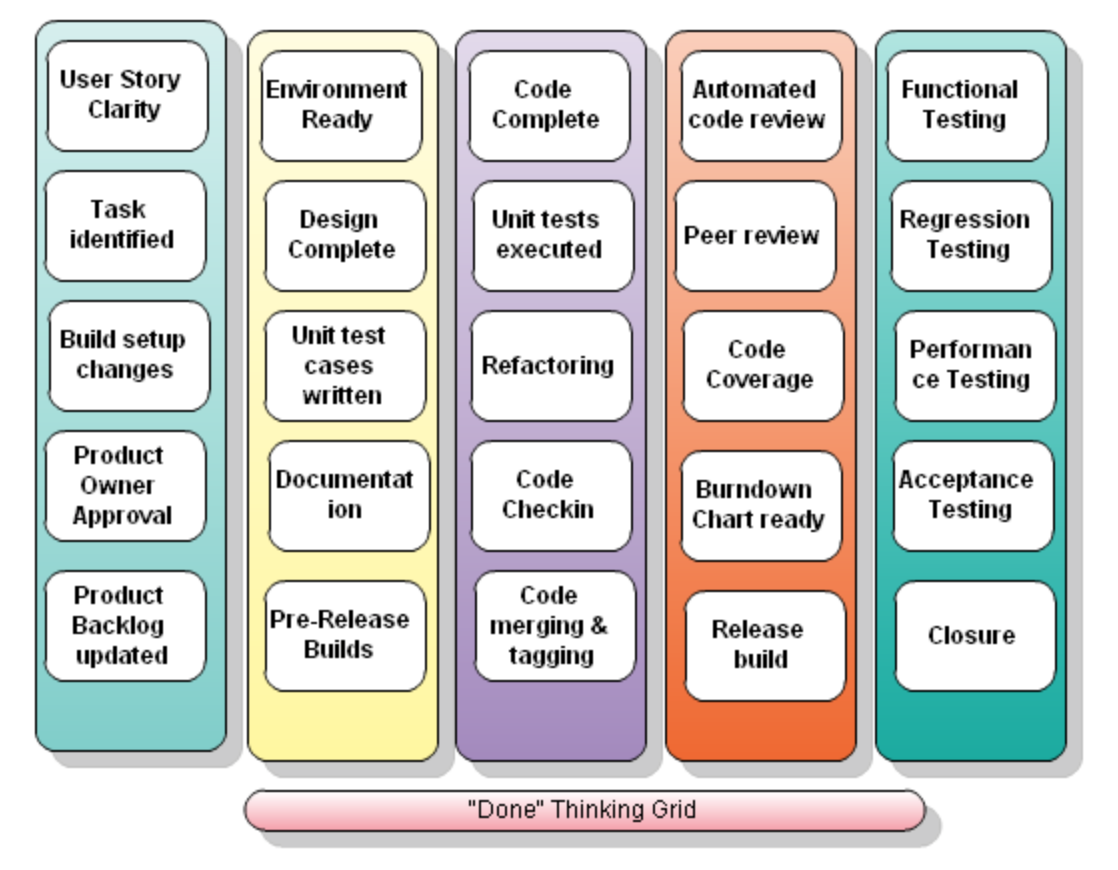 User Story
Clarity
Task
identified
Build setup
changes
Product
Owner
Approval
Product
Backlog
updated
Environment
Ready
Design
Complete
Unit test
cases
written
Documentat
ion
Pre-Release
Builds
Code
Complete
Unit tests
executed
Refactoring
Code
Checkin
Code
merging &
tagging
Automated
code review
Peer review
Code
Coverage
Burndown
Chart ready
Release
build
Functional
Testing
Regression
Testing
Performan
ce Testing
Acceptance
Testing
Closure
"Done" Thinking Grid